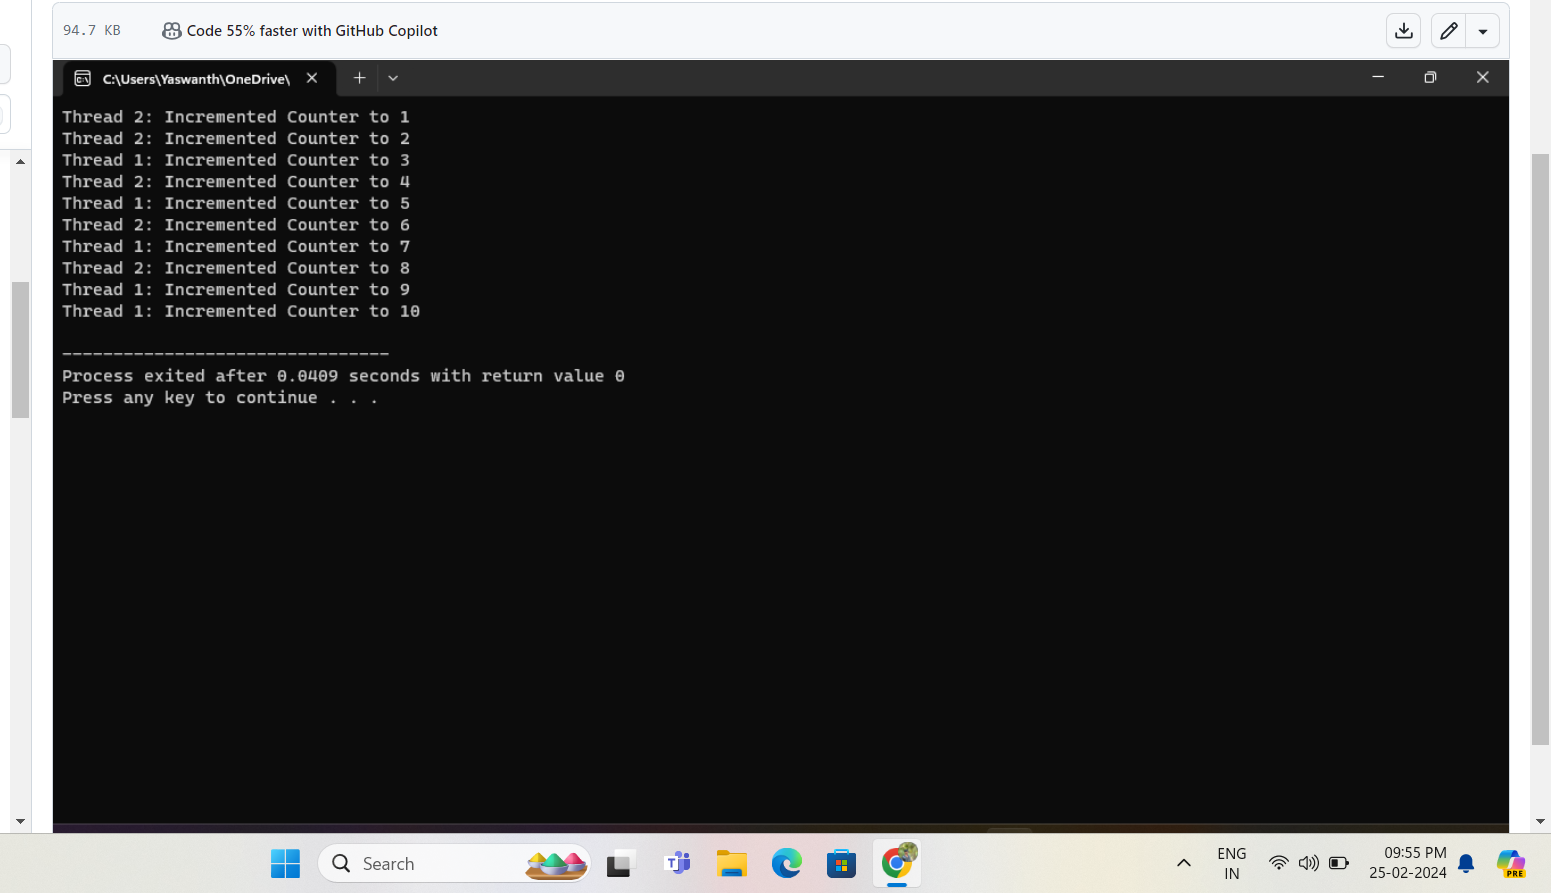 94.7 KB
Code 55% faster with GitHub Copilot
C:\Users\Yaswanth\OneDrive\
Thread 2: Incremented Counter to 1
Thread 2: Incremented Counter to 2
Thread 1: Incremented Counter to 3
Thread 2: Incremented Counter to 4
Thread 1: Incremented Counter to 5
Thread 2: Incremented Counter to 6
Thread 1: Incremented Counter to 7
Thread 2: Incremented Counter to 8
Thread 1: Incremented Counter to 9
Thread 1: Incremented Counter to 10
--------------------------------
Process exited after 0.0409 seconds with return value 0
Press any key to continue . . .
Search
ENG
IN
09:55 PM
25-02-2024
PRE